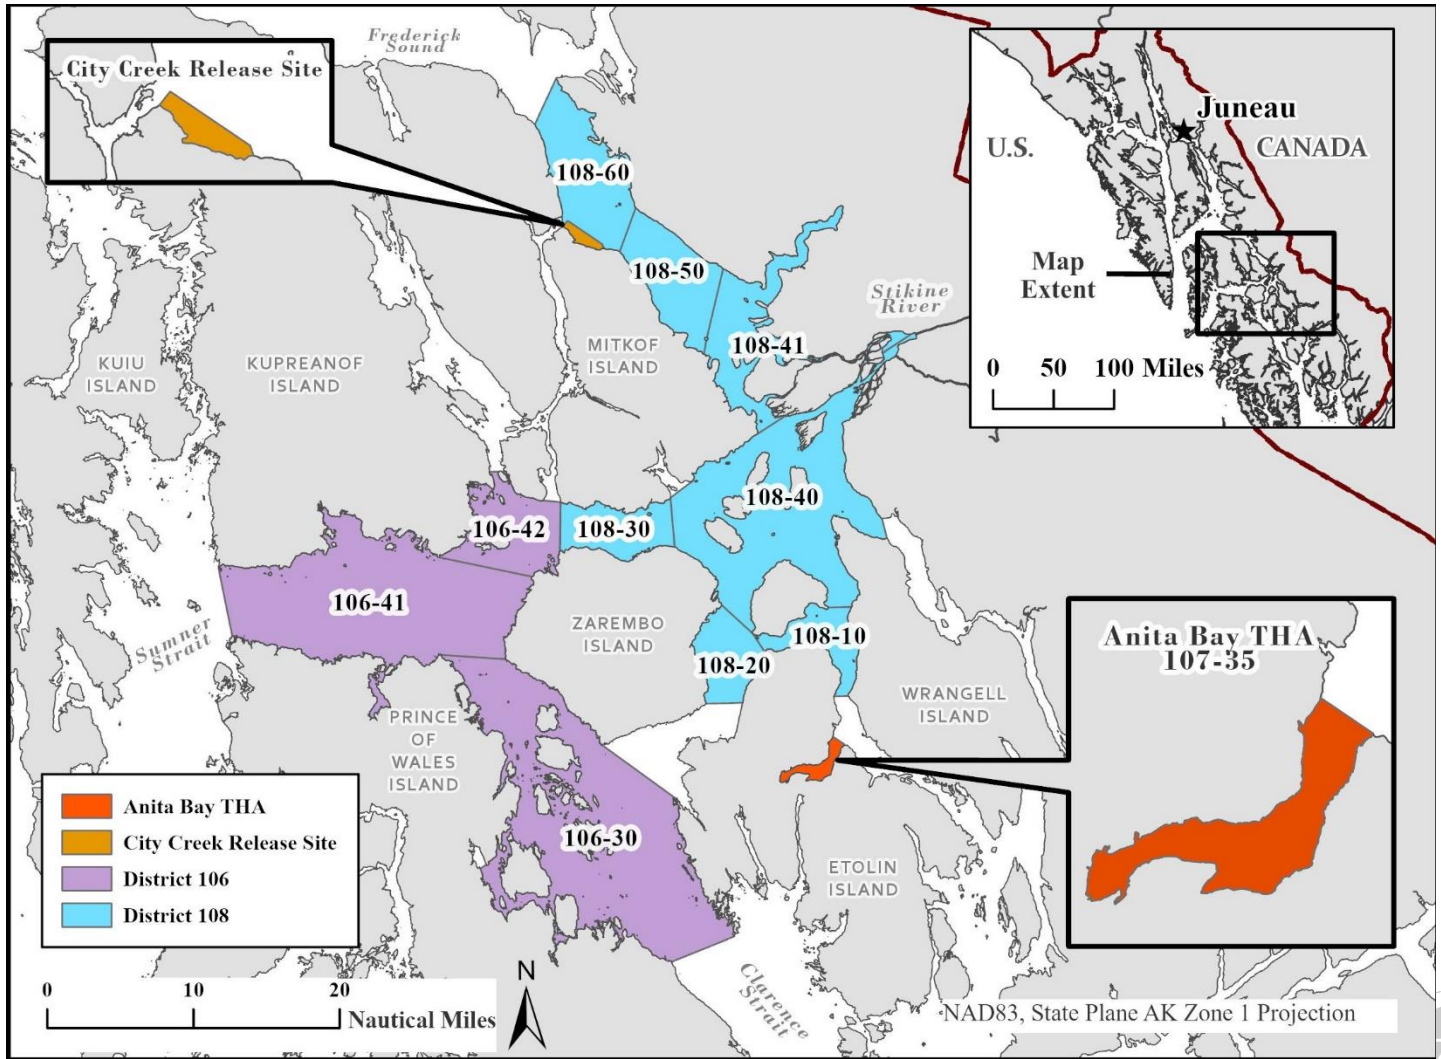 Frederick
Sound
City Creek Release Site
Juneau
U.S.
CANADA
Map
Extent
0 50 100 Miles
108-60
108-50
Stikine
River
108-41
KUIU
ISLAND
KUPREANOF
ISLAND
MITKOF
ISLAND
108-40
106-42
108-30
106-41
ZAREMBO
ISLAND
Sumner
Strait
108-10
108-20
Anita Bay THA
107-35
WRANGELL
ISLAND
PRINCE
OF
WALES
ISLAND
106-30
ETOLIN
ISLAND
Anita Bay THA
City Creek Release Site
District 106
District 108
Clarence
Strait
N
0 10 20
Nautical Miles
NAD83, State Plane AK Zone 1 Projection